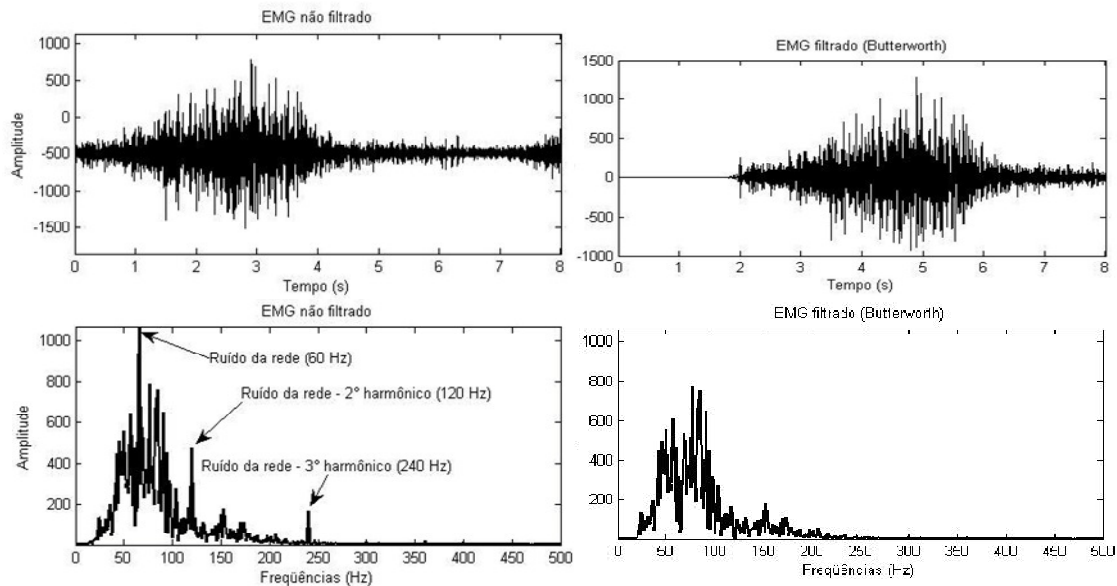 EMG não filtrado
1000
500
0
-500
-1000
-1500
Amplitude
0 1 2 3 4 5 6 7 8
Tempo (s)
EMG filtrado (Butterworth)
1500
1000
500
0
-500
-1000
0 1 2 3 4 5 6 7 8
Tempo (s)
EMG não filtrado
1000
800
600
400
200
Amplitude
Ruído da rede (60 Hz)
Ruído da rede - 2° harmônico (120 Hz)
Ruído da rede - 3° harmônico (240 Hz)
0 50 100 150 200 250 300 350 400 450 500
Freqüências (Hz)
EMG filtrado (Butterworth)
1000
800
600
400
200
0 50 100 150 200 250 300 350 400 450 500
Freqüências (Hz)